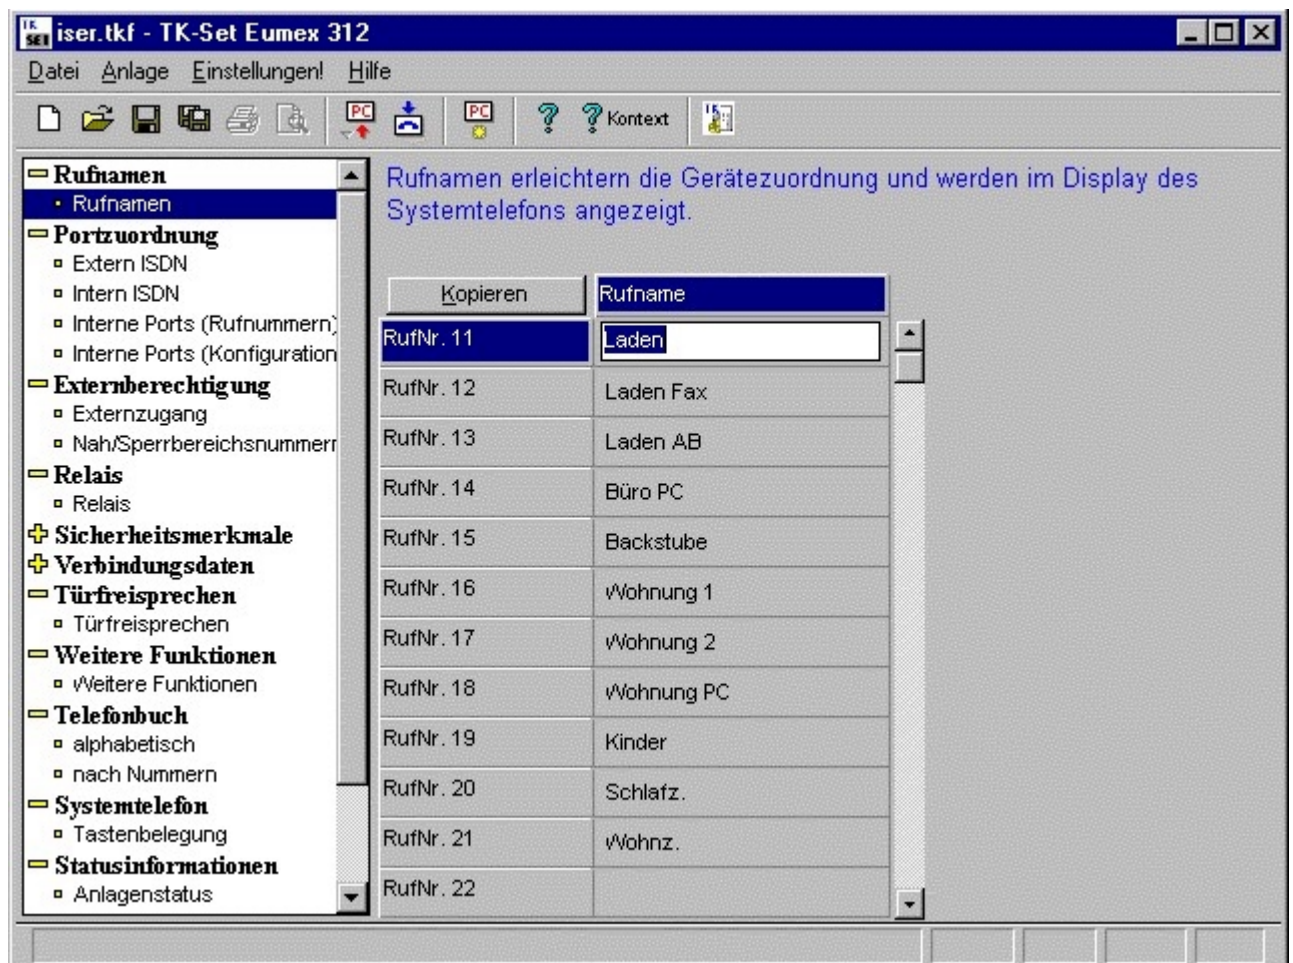 iser.tkf - TK-Set Eumex 312
Datei Anlage Einstellungen! Hilfe
PC PC ? ? Kontext
Rufnamen
Rufnamen
Portzuordnung
Extern ISDN
Intern ISDN
Interne Ports (Rufnummern)
Interne Ports (Konfiguration
Externberechtigung
Externzugang
Nah/Sperrbereichsnummerr
Relais
Relais
Sicherheitsmerkmale
Verbindungsdaten
Türfreisprechen
Türfreisprechen
Weitere Funktionen
Weitere Funktionen
Telefonbuch
alphabetisch
nach Nummern
Systemtelefon
Tastenbelegung
Statusinformationen
Anlagenstatus
Rufnamen erleichtern die Gerätezuordnung und werden im Display des
Systemtelefons angezeigt.
Kopieren Rufname
RufNr. 11 Laden
RufNr. 12 Laden Fax
RufNr. 13 Laden AB
RufNr. 14 Büro PC
RufNr. 15 Backstube
RufNr. 16 Wohnung 1
RufNr. 17 Wohnung 2
RufNr. 18 Wohnung PC
RufNr. 19 Kinder
RufNr. 20 Schlafz.
RufNr. 21 Wohnz.
RufNr. 22